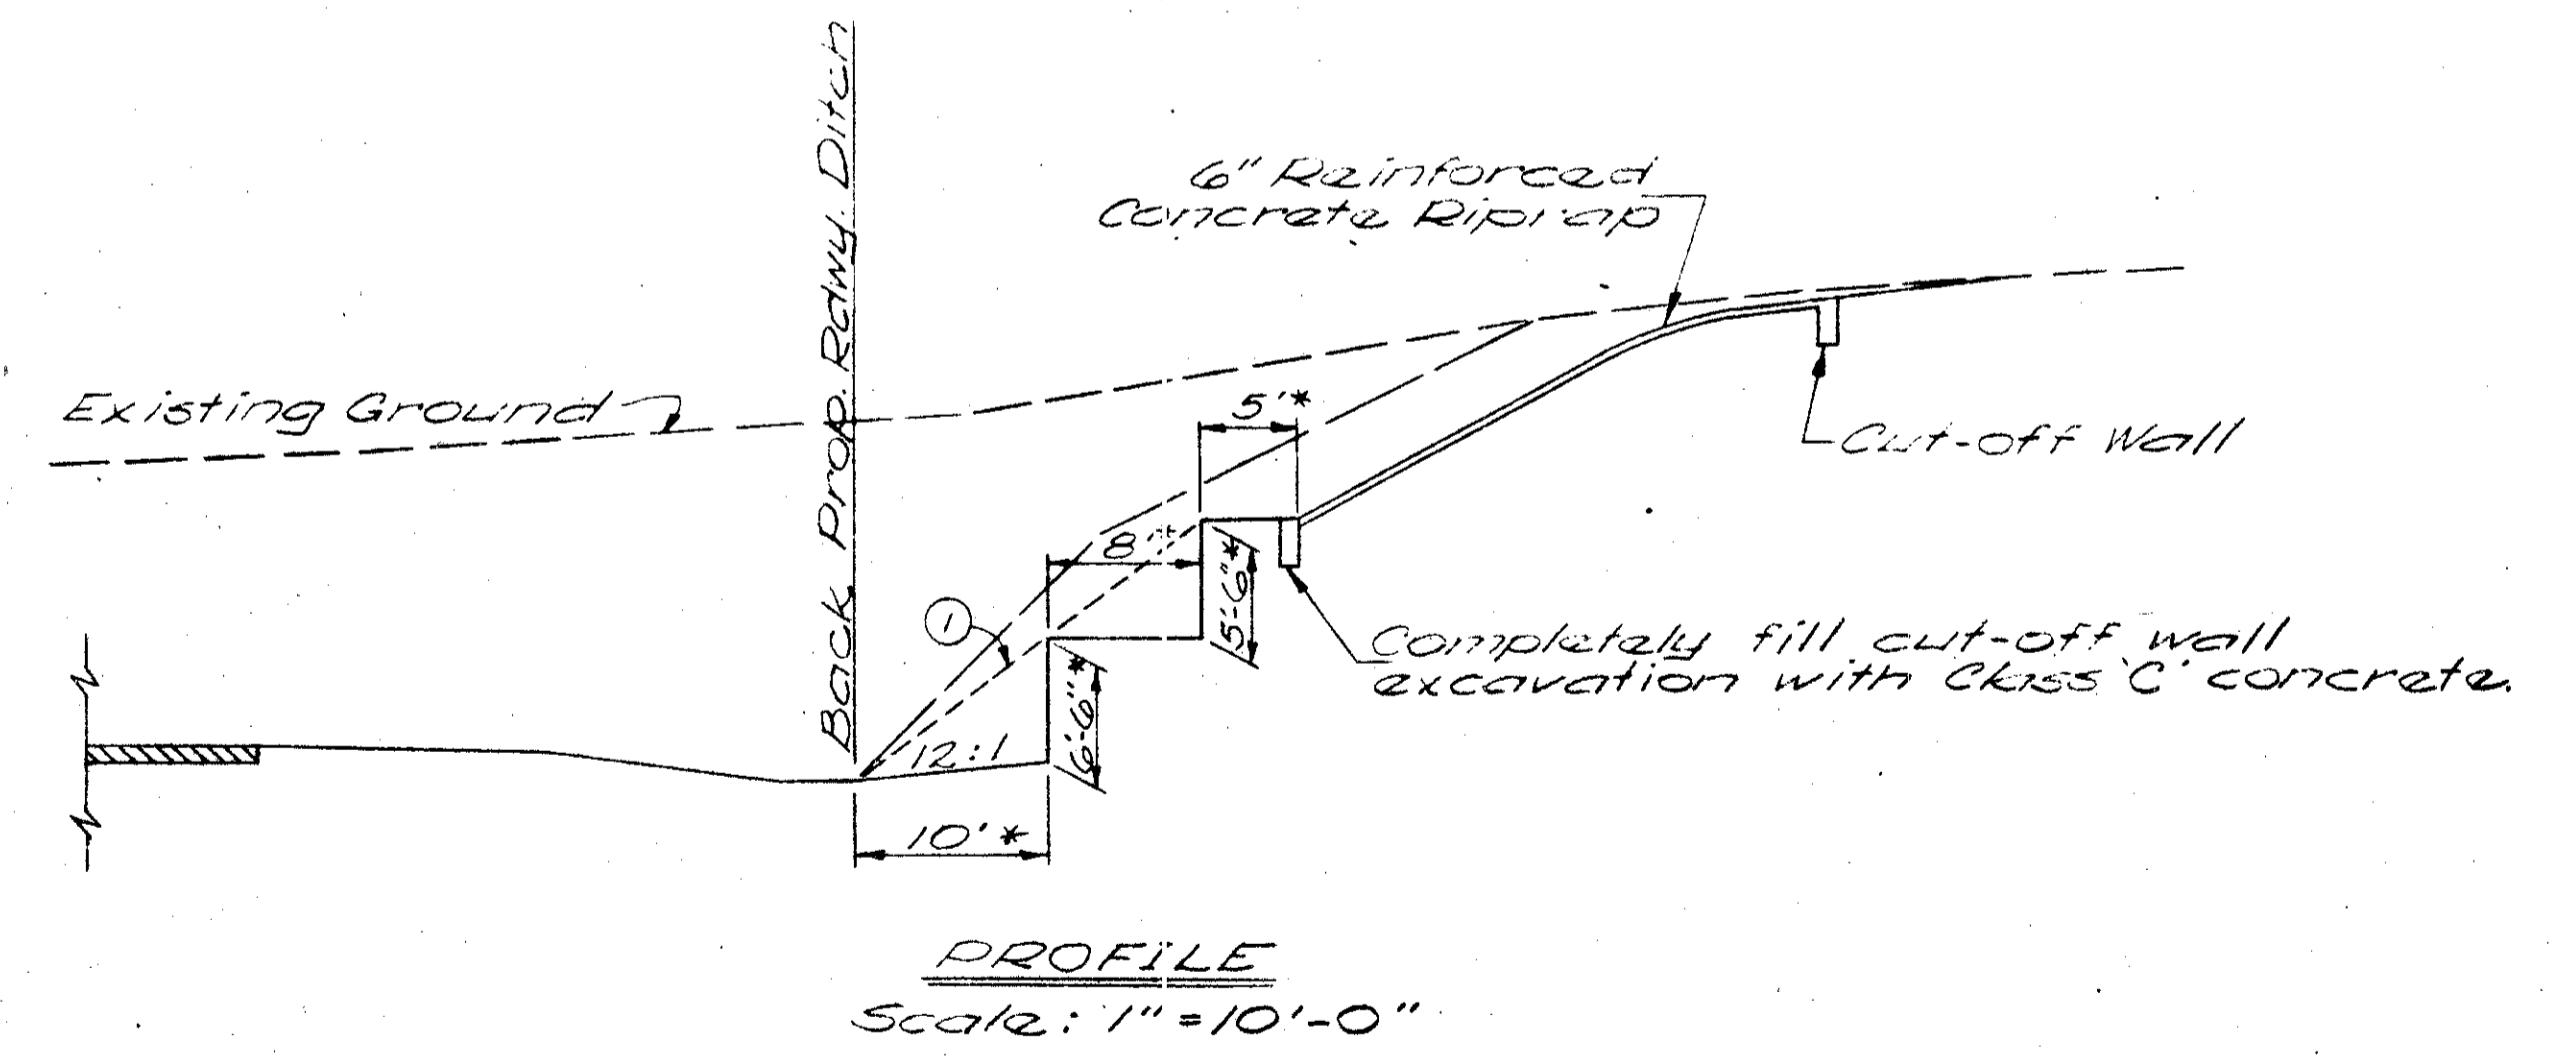 Back Prop. Rdwy. Ditch
6" Reinforced
Concrete Riprap
Existing Ground
5'*
Cut-off Wall
8'*
1
5'-6"*
Completely fill cut-off wall
excavation with Class 'C' concrete.
6'-6"*
12:1
10'*
PROFILE
Scale: 1"=10'-0"